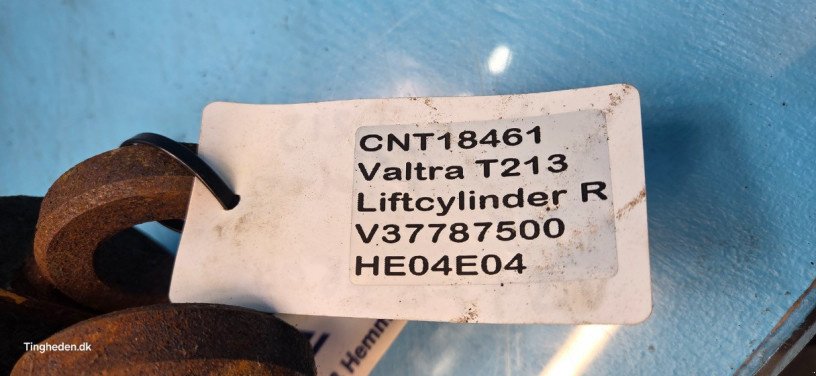 CNT18461
Valtra T213
Liftcylinder R
V37787500
HE04E04
Tingheden.dk